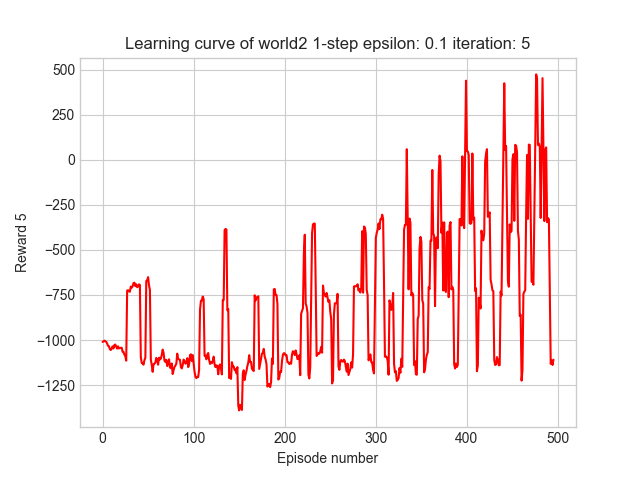 Learning curve of world2 1-step epsilon: 0.1 iteration: 5
500
250
0
−250
−500
−750
−1000
−1250
Reward 5
0 100 200 300 400 500
Episode number